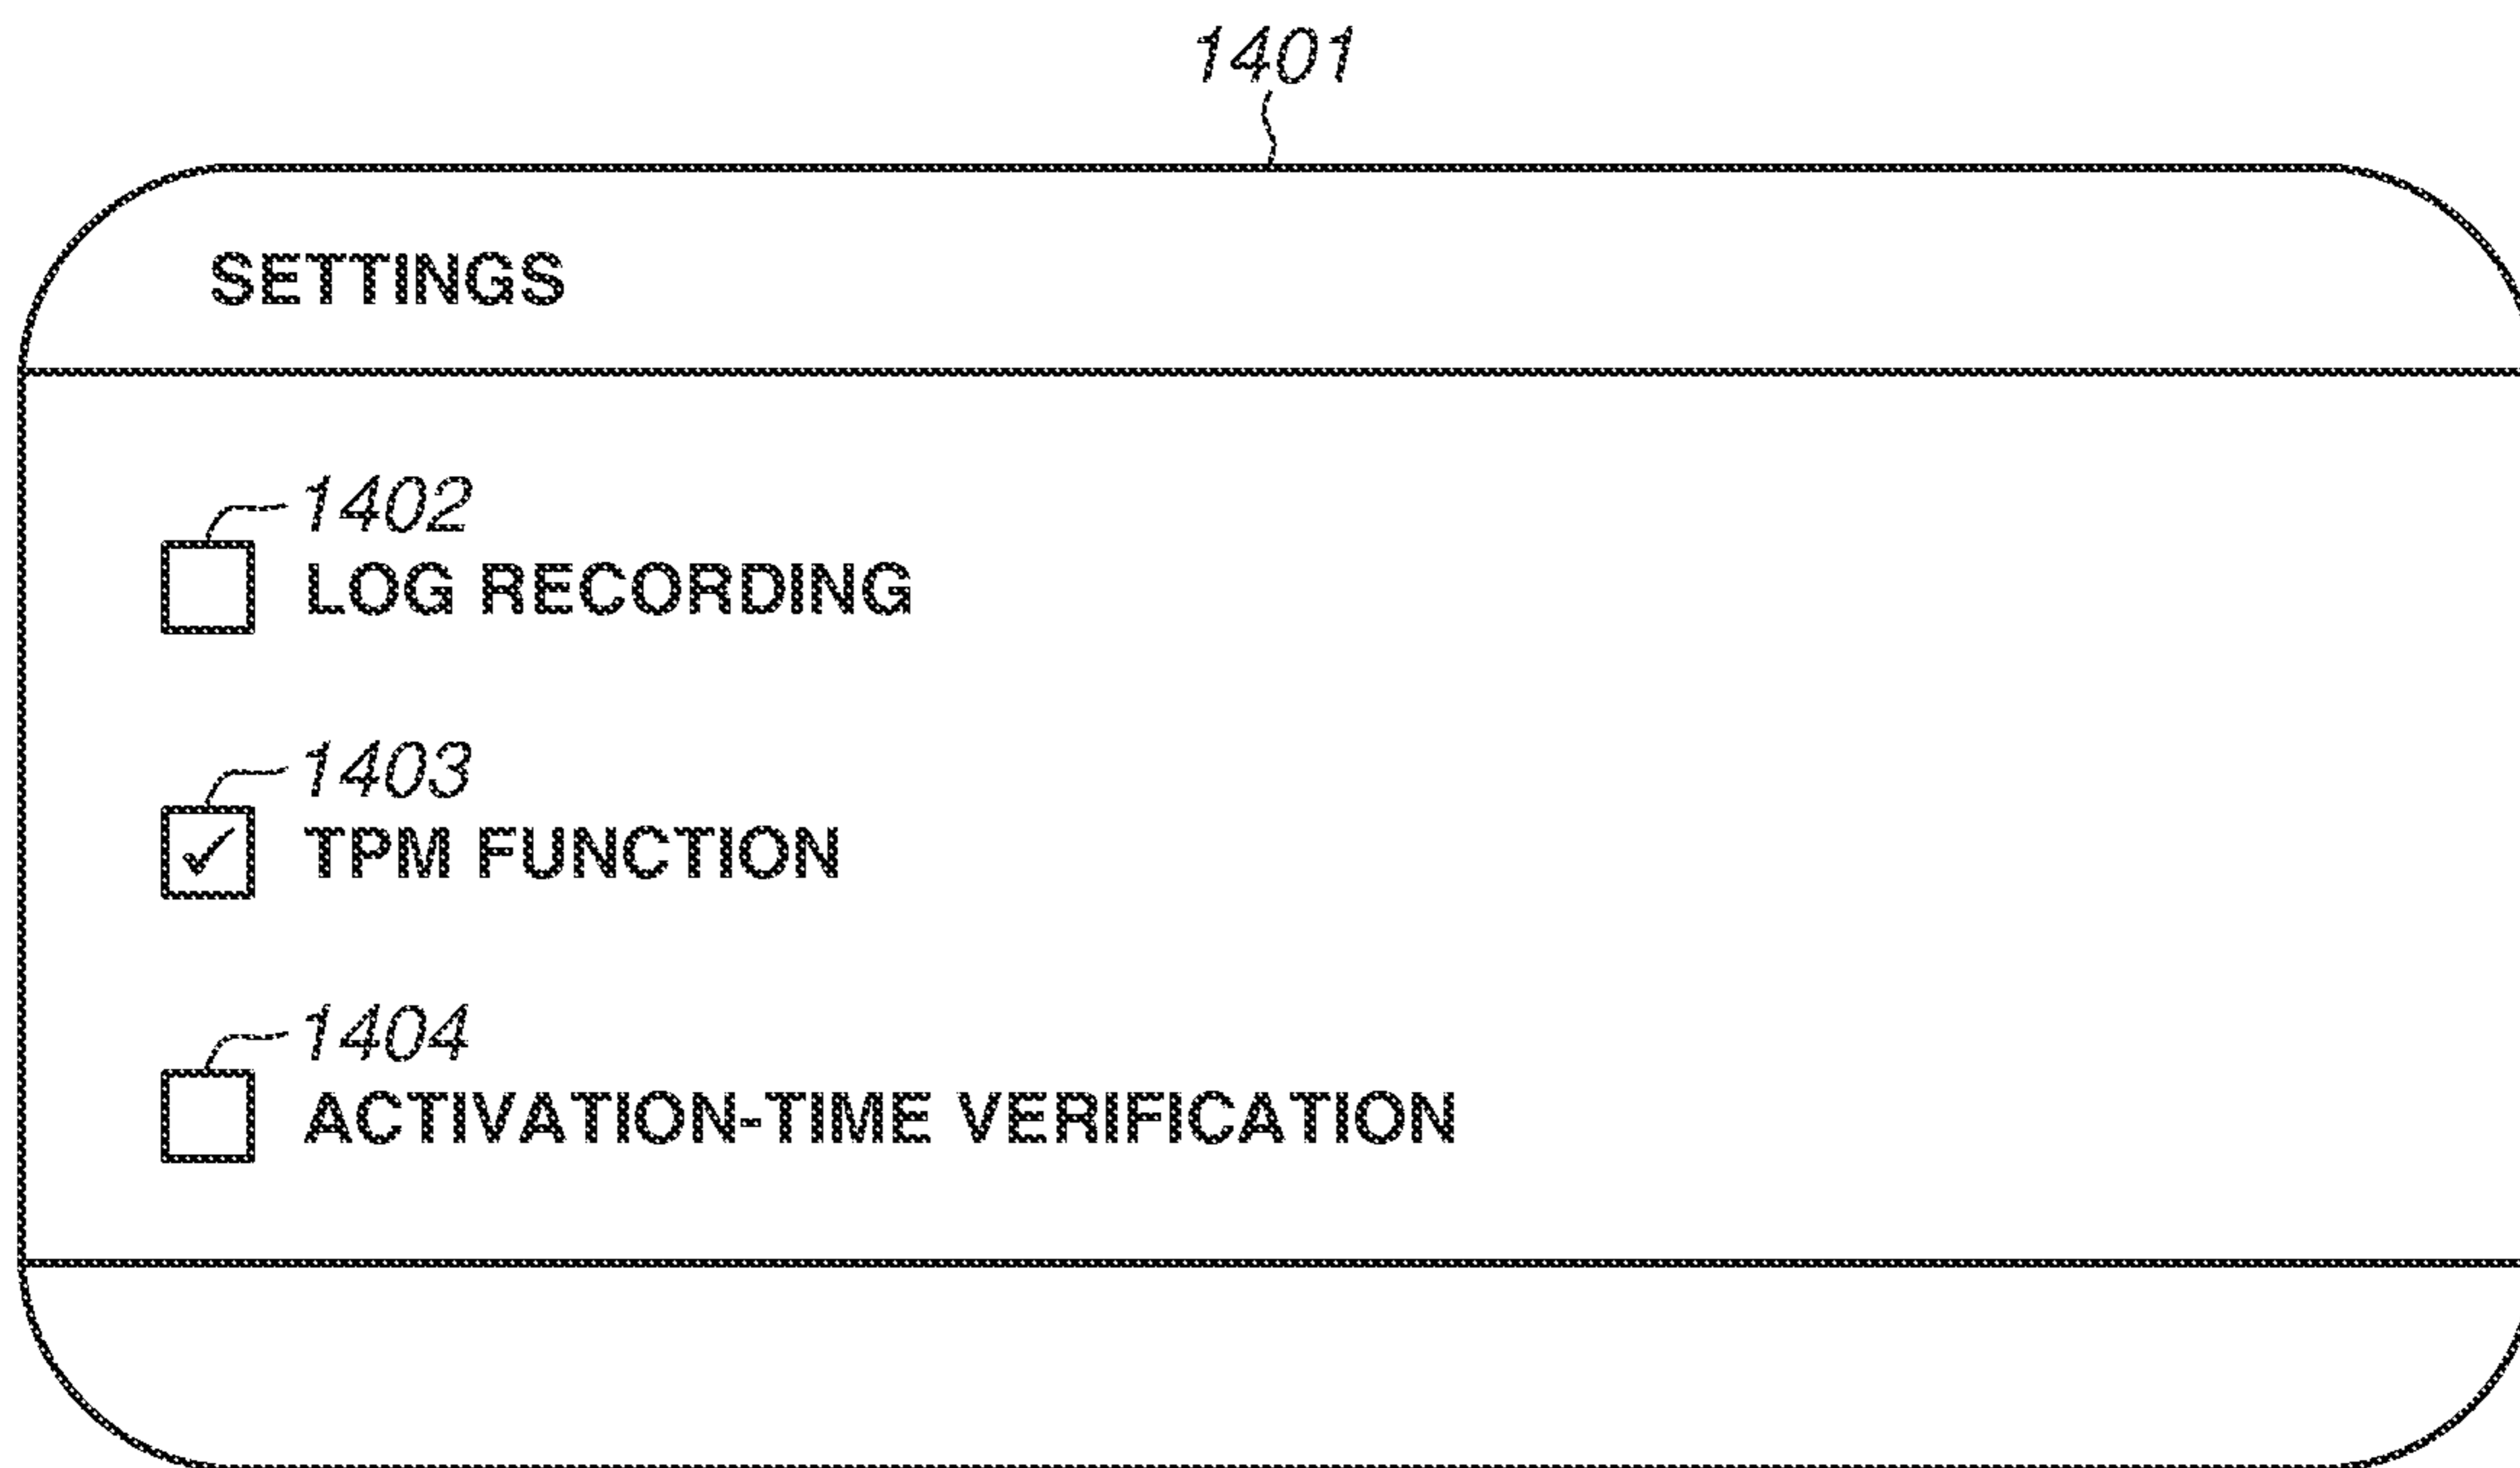 1401
SETTINGS
1402
LOG RECORDING
1403
TPM FUNCTION
1404
ACTIVATION-TIME VERIFICATION